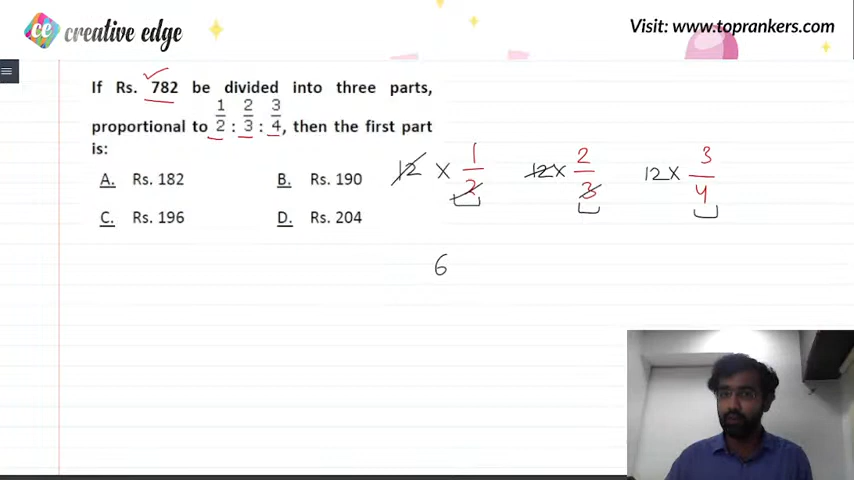 ce creative edge
Visit: www.toprankers.com
If Rs. 782 be divided into three parts,
proportional to 1/2 : 2/3 : 3/4, then the first part
is:
A. Rs. 182
B. Rs. 190
C. Rs. 196
D. Rs. 204
12 × 1/2 12 × 2/3 12 × 3/4
6